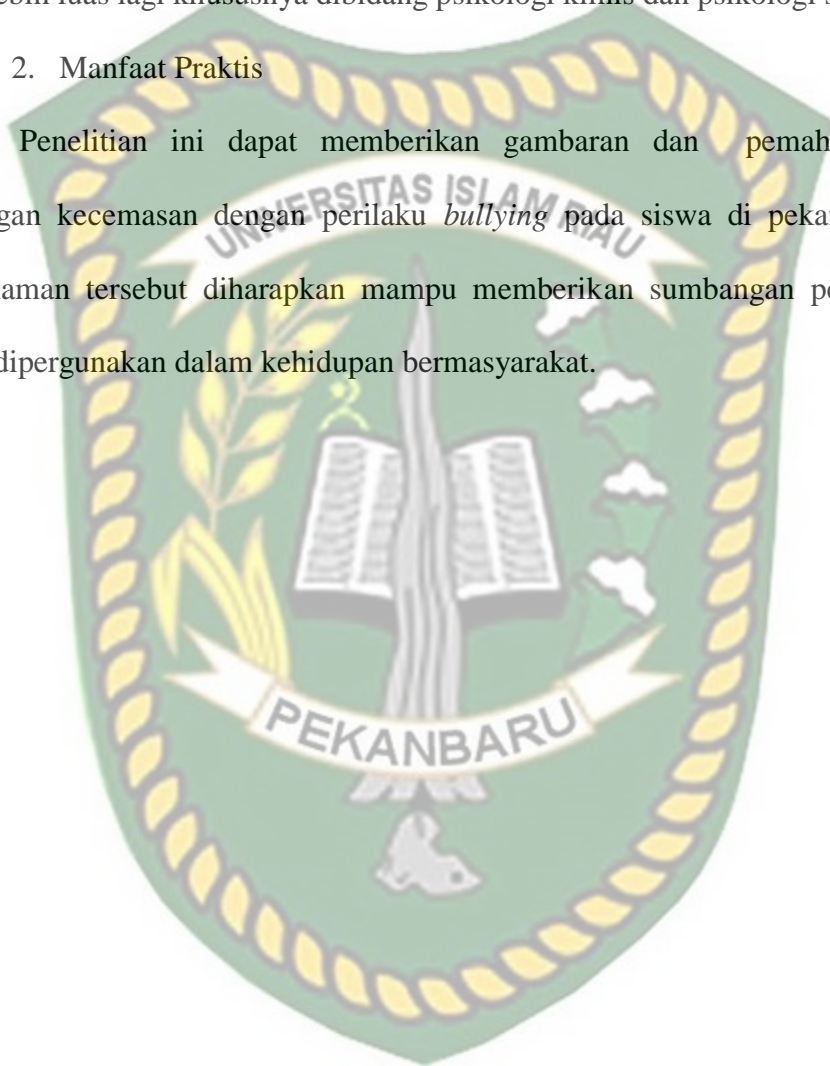 lebih luas lagi khususnya dibidang psikologi klinis dan psikologi
2. Manfaat Praktis
Penelitian ini dapat memberikan gambaran dan pemah
gan kecemasan dengan perilaku bullying pada siswa di peka
aman tersebut diharapkan mampu memberikan sumbangan pe
dipergunakan dalam kehidupan bermasyarakat.
UNIVERSITAS ISLAM RIAU
PEKANBARU